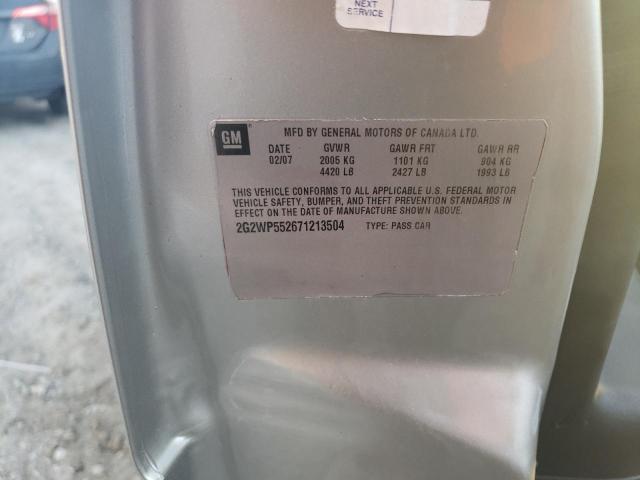 NEXT
SERVICE
GM
MFD BY GENERAL MOTORS OF CANADA LTD.
DATE GVWR GAWR FRT GAWR RR
02/07 2005 KG 1101 KG 904 KG
4420 LB 2427 LB 1993 LB
THIS VEHICLE CONFORMS TO ALL APPLICABLE U.S. FEDERAL MOTOR
VEHICLE SAFETY, BUMPER, AND THEFT PREVENTION STANDARDS IN
EFFECT ON THE DATE OF MANUFACTURE SHOWN ABOVE.
2G2WP552671213504 TYPE: PASS CAR